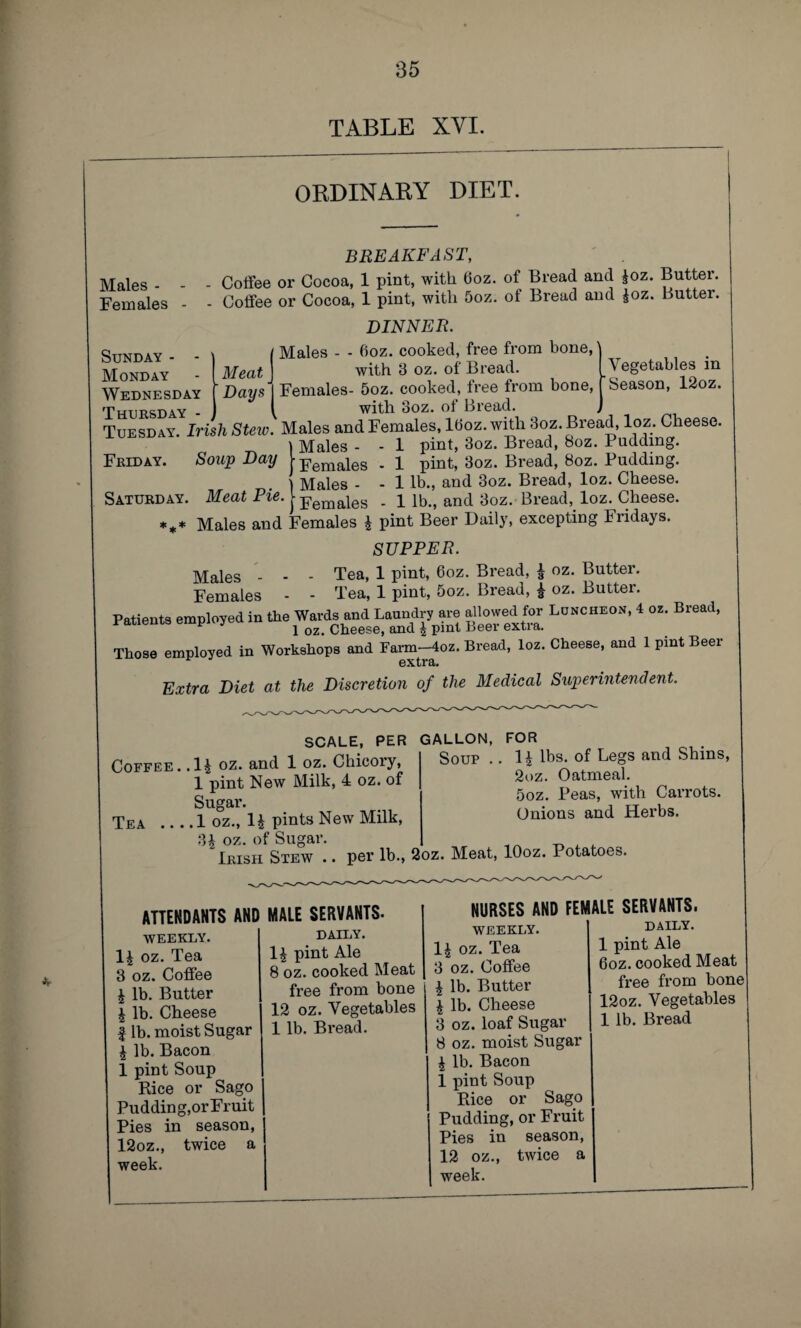 35
TABLE XVI.
ORDINARY DIET.
BREAKFAST,
Males - - - Coffee or Cocoa, 1 pint, with 6oz. of Bread and ½oz. Butter.
Females - - Coffee or Cocoa, 1 pint, with 5oz. of Bread and ½oz. Butter.
DINNER.
Sunday - -
Monday -
Wednesday
Thursday -
Meat
Days
Males - - 6oz. cooked, free from bone,
with 3 oz. of Bread.
Females- 5oz. cooked, free from bone,
with 3oz. of Bread.
Vegetables in
Season, 12oz.
Tuesday. Irish Stew. Males and Females, 16oz. with 3oz. Bread, 1oz. Cheese.
Friday. Soup Day
Males - - 1 pint, 3oz. Bread, 8oz. Pudding.
Females - 1 pint, 3oz. Bread, 8oz. Pudding.
Saturday. Meat Pie.
Males - - 1 lb., and 3oz. Bread, 1oz. Cheese.
Females - 1 lb., and 3oz. Bread, 1oz. Cheese.
*** Males and Females ½ pint Beer Daily, excepting Fridays.
SUPPER.
Males - - - Tea, 1 pint, 6oz. Bread, ½ oz. Butter.
Females - - Tea, 1 pint, 5oz. Bread, ½ oz. Butter.
Patients employed in the Wards and Laundry are allowed for Luncheon, 4 oz. Bread,
1 oz. Cheese, and ½ pint Beer extra.
Those employed in Workshops and Farm—4oz. Bread, 1oz. Cheese, and 1 pint Beer
extra.
Extra Diet at the Discretion of the Medical Superintendent.
SCALE, PER GALLON, FOR
Coffee..1½ oz. and 1 oz. Chicory,
1 pint New Milk, 4 oz. of
Sugar.
Tea ....1 oz., 1½ pints New Milk,
3½ oz. of Sugar.
Soup .. 1½ lbs. of Legs and Shins,
2oz. Oatmeal.
5oz. Peas, with Carrots.
Onions and Herbs.
Irish Stew .. per lb., 2oz. Meat, 10oz. Potatoes.
ATTENDANTS AND MALE SERVANTS.
WEEKLY.
1½ oz. Tea
3 oz. Coffee
½ lb. Butter
½ lb. Cheese
¾ lb. moist Sugar
½ lb. Bacon
1 pint Soup
Rice or Sago
Pudding,or Fruit
Pies in season,
12oz., twice a
week.
DAILY.
1½ pint Ale
8 oz. cooked Meat
free from bone
12 oz. Vegetables
1 lb. Bread.
NURSES AND FEMALE SERVANTS.
WEEKLY.
1½ oz. Tea
3 oz. Coffee
½ lb. Butter
½ lb. Cheese
3 oz. loaf Sugar
8 oz. moist Sugar
½ lb. Bacon
1 pint Soup
Rice or Sago
Pudding, or Fruit
Pies in season,
12 oz., twice a
week.
DAILY.
1 pint Ale
6oz. cooked Meat
free from bone
12oz. Vegetables
1 lb. Bread